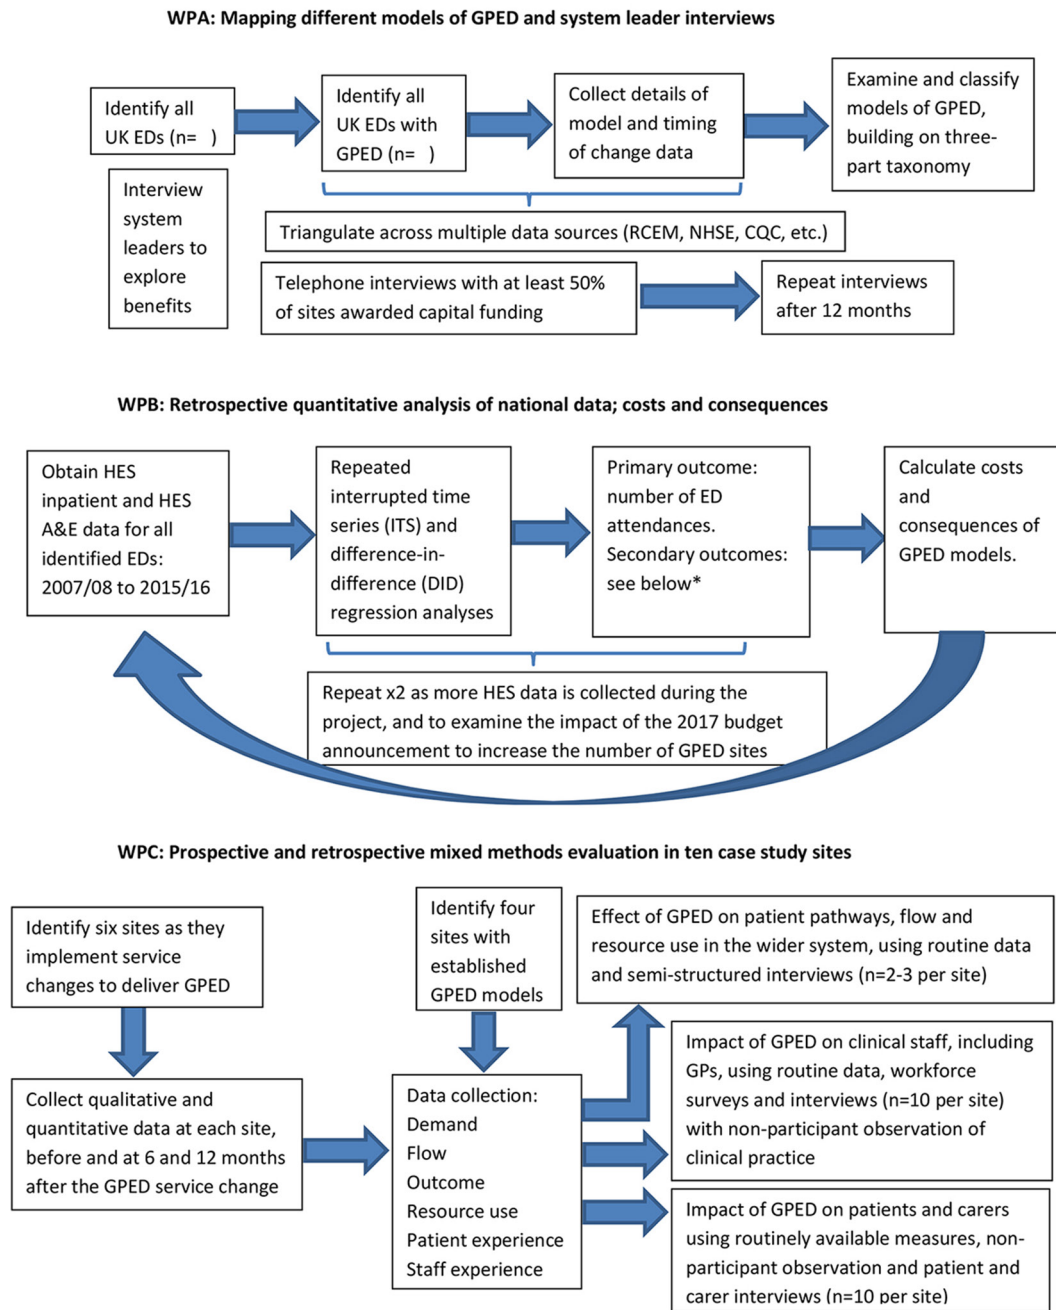 WPA: Mapping different models of GPED and system leader interviews
Identify all
UK EDs (n=   )
Identify all
UK EDs with
GPED (n=   )
Collect details of
model and timing
of change data
Examine and classify
models of GPED,
building on three-
part taxonomy
Interview
system
leaders to
explore
benefits
Triangulate across multiple data sources (RCEM, NHSE, CQC, etc.)
Telephone interviews with at least 50%
of sites awarded capital funding
Repeat interviews
after 12 months
WPB: Retrospective quantitative analysis of national data; costs and consequences
Obtain HES
inpatient and HES
A&E data for all
identified EDs:
2007/08 to 2015/16
Repeated
interrupted time
series (ITS) and
difference-in-
difference (DID)
regression analyses
Primary outcome:
number of ED
attendances.
Secondary outcomes:
see below*
Calculate costs
and
consequences of
GPED models.
Repeat x2 as more HES data is collected during the
project, and to examine the impact of the 2017 budget
announcement to increase the number of GPED sites
WPC: Prospective and retrospective mixed methods evaluation in ten case study sites
Identify six sites as they
implement service
changes to deliver GPED
Identify four
sites with
established
GPED models
Effect of GPED on patient pathways, flow and
resource use in the wider system, using routine data
and semi-structured interviews (n=2-3 per site)
Collect qualitative and
quantitative data at each site,
before and at 6 and 12 months
after the GPED service change
Data collection:
Demand
Flow
Outcome
Resource use
Patient experience
Staff experience
Impact of GPED on clinical staff, including
GPs, using routine data, workforce
surveys and interviews (n=10 per site)
with non-participant observation of
clinical practice
Impact of GPED on patients and carers
using routinely available measures, non-
participant observation and patient and
carer interviews (n=10 per site)